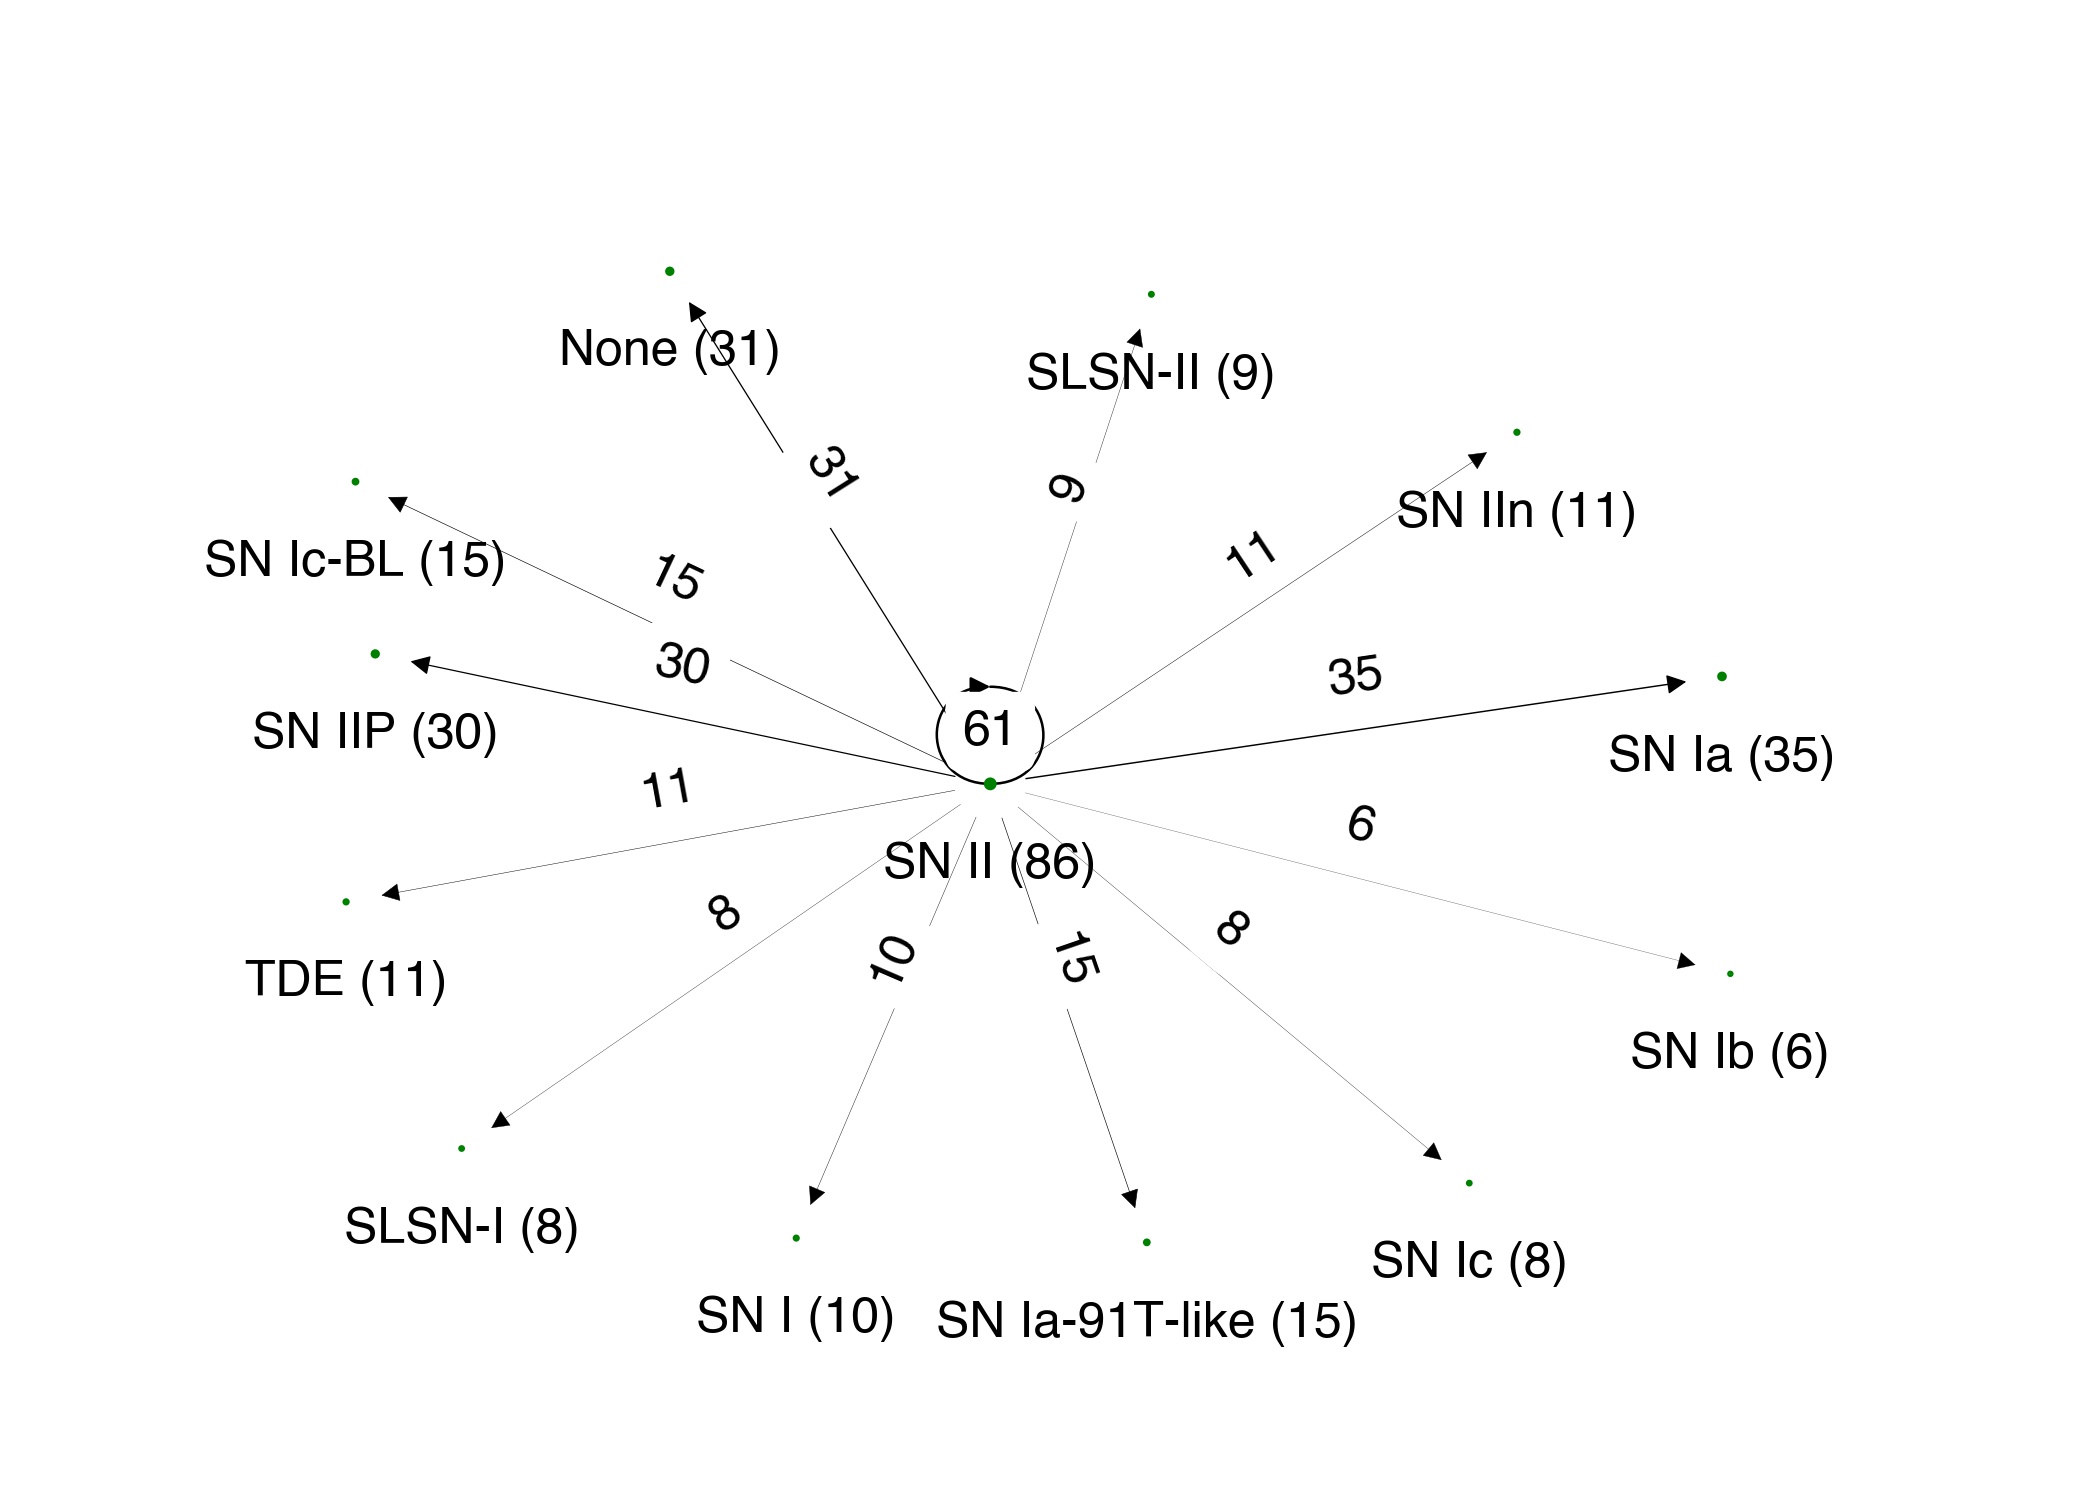 None (31)
SLSN-II (9)
31
9
SN IIn (11)
SN Ic-BL (15)
15
11
30
35
SN IIP (30)
61
SN Ia (35)
11
6
SN II (86)
TDE (11)
8
10
15
8
SN Ib (6)
SLSN-I (8)
SN I (10)
SN Ia-91T-like (15)
SN Ic (8)